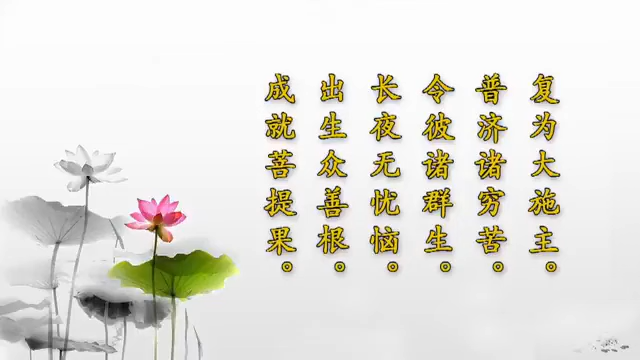 复为大施主。
普济诸穷苦。
令彼诸群生。
长夜无忧恼。
出生众善根。
成就菩提果。